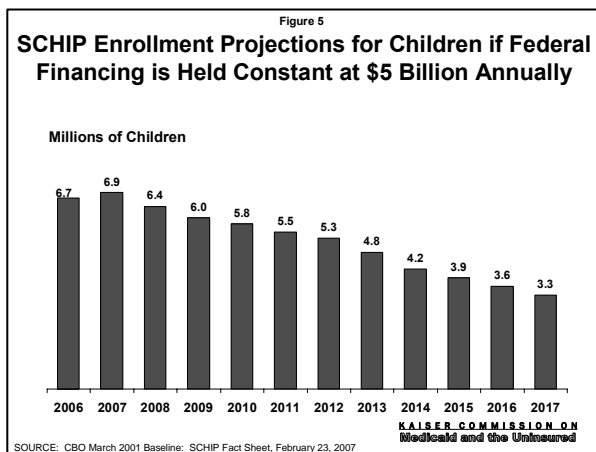 Figure 5
SCHIP Enrollment Projections for Children if Federal
Financing is Held Constant at $5 Billion Annually
Millions of Children
6.7 6.9 6.4 6.0 5.8 5.5 5.3 4.8 4.2 3.9 3.6 3.3
2006 2007 2008 2009 2010 2011 2012 2013 2014 2015 2016 2017
KAISER COMMISSION ON
Medicaid and the Uninsured
SOURCE: CBO March 2001 Baseline: SCHIP Fact Sheet, February 23, 2007